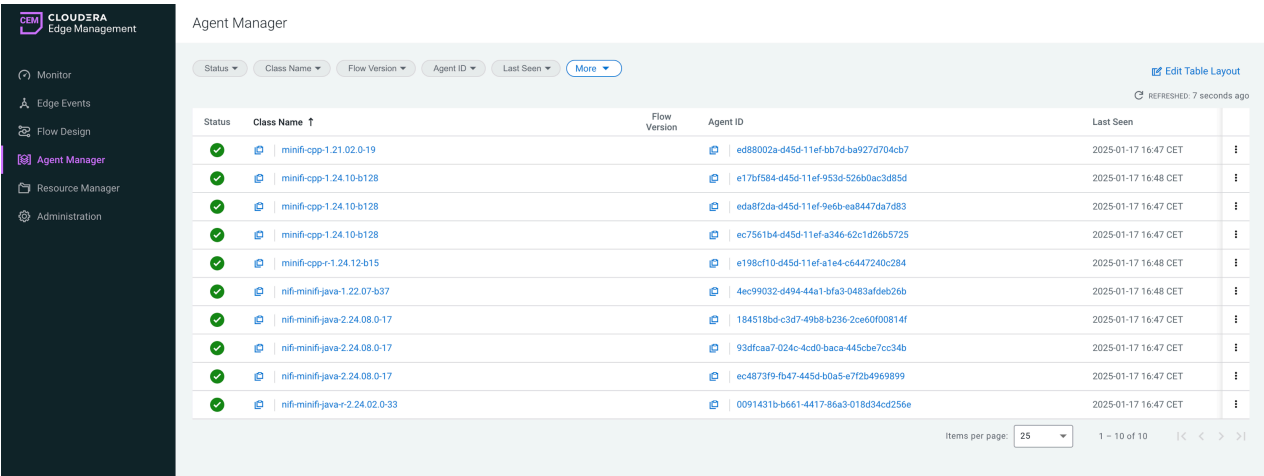 CEM CLOUDERA
Edge Management
Agent Manager
Monitor
Edge Events
Flow Design
Agent Manager
Resource Manager
Administration
Status Class Name Flow Version Agent ID Last Seen More
Edit Table Layout
REFRESHED: 7 seconds ago
Status Class Name ↑ Flow Version Agent ID Last Seen
minifi-cpp-1.21.02.0-19 ed88002a-d45d-11ef-bb7d-ba927d704cb7 2025-01-17 16:47 CET
minifi-cpp-1.24.10-b128 e17bf584-d45d-11ef-953d-526b0ac3d85d 2025-01-17 16:48 CET
minifi-cpp-1.24.10-b128 eda8f2da-d45d-11ef-9e6b-ea8447da7d83 2025-01-17 16:47 CET
minifi-cpp-1.24.10-b128 ec7561b4-d45d-11ef-a346-62c1d26b5725 2025-01-17 16:47 CET
minifi-cpp-r-1.24.12-b15 e198cf10-d45d-11ef-a1e4-c6447240c284 2025-01-17 16:48 CET
nifi-minifi-java-1.22.07-b37 4ec99032-d494-44a1-bfa3-0483afdeb26b 2025-01-17 16:48 CET
nifi-minifi-java-2.24.08.0-17 184518bd-c3d7-49b8-b236-2ce60f00814f 2025-01-17 16:47 CET
nifi-minifi-java-2.24.08.0-17 93dfcaa7-024c-4cd0-baca-445cbe7cc34b 2025-01-17 16:47 CET
nifi-minifi-java-2.24.08.0-17 ec4873f9-fb47-445d-b0a5-e7f2b4969899 2025-01-17 16:47 CET
nifi-minifi-java-r-2.24.02.0-33 0091431b-b661-4417-86a3-018d34cd256e 2025-01-17 16:47 CET
Items per page: 25 1 – 10 of 10